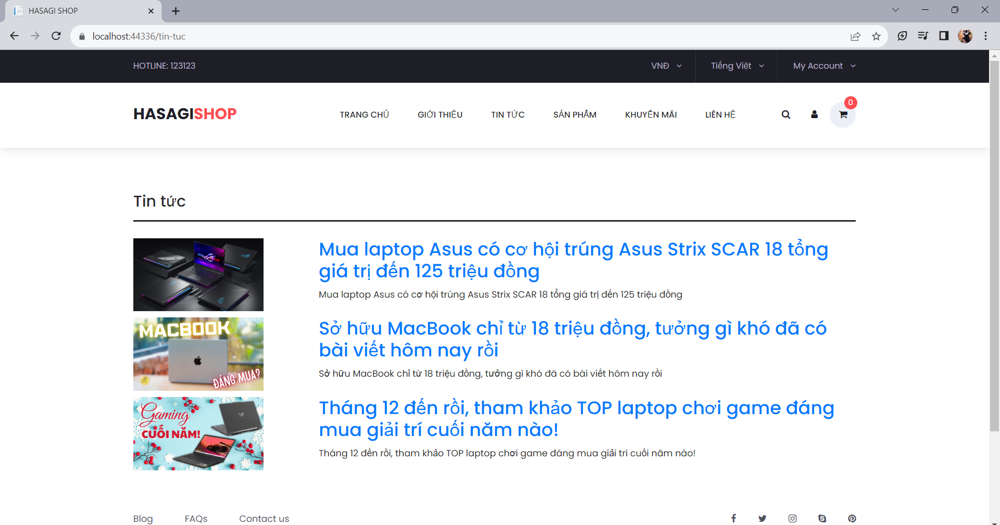 HASAGI SHOP
localhost:44336/tin-tuc
HOTLINE: 123123
VNĐ
Tiếng Việt
My Account
HASAGISHOP
TRANG CHỦ
GIỚI THIỆU
TIN TỨC
SẢN PHẨM
KHUYẾN MÃI
LIÊN HỆ
0
Tin tức
Mua laptop Asus có cơ hội trúng Asus Strix SCAR 18 tổng
giá trị đến 125 triệu đồng
Mua laptop Asus có cơ hội trúng Asus Strix SCAR 18 tổng giá trị đến 125 triệu đồng
MACBOOK
ĐÁNG MUA?
Sở hữu MacBook chỉ từ 18 triệu đồng, tưởng gì khó đã có
bài viết hôm nay rồi
Sở hữu MacBook chỉ từ 18 triệu đồng, tưởng gì khó đã có bài viết hôm nay rồi
Gaming
CUỐI NĂM!
Tháng 12 đến rồi, tham khảo TOP laptop chơi game đáng
mua giải trí cuối năm nào!
Tháng 12 đến rồi, tham khảo TOP laptop chơi game đáng mua giải trí cuối năm nào!
Blog
FAQs
Contact us